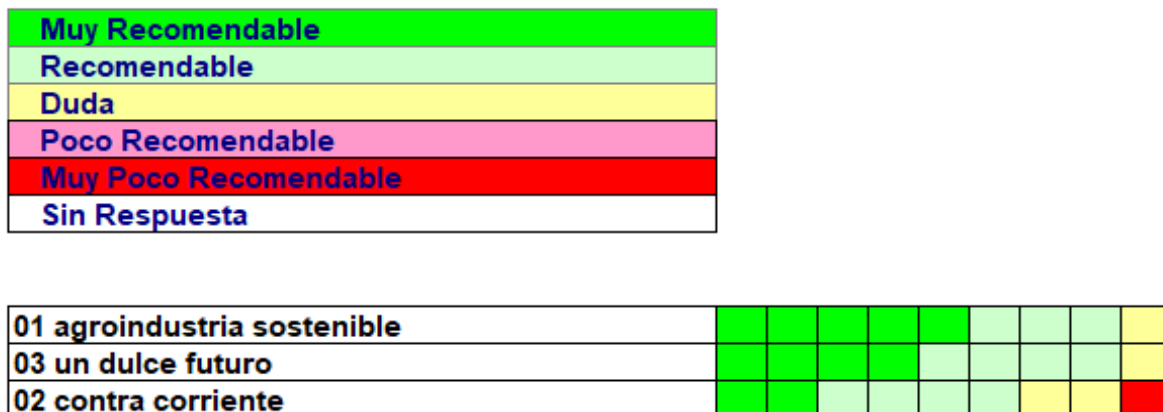 Muy Recomendable
Recomendable
Duda
Poco Recomendable
Muy Poco Recomendable
Sin Respuesta
01 agroindustria sostenible
03 un dulce futuro
02 contra corriente